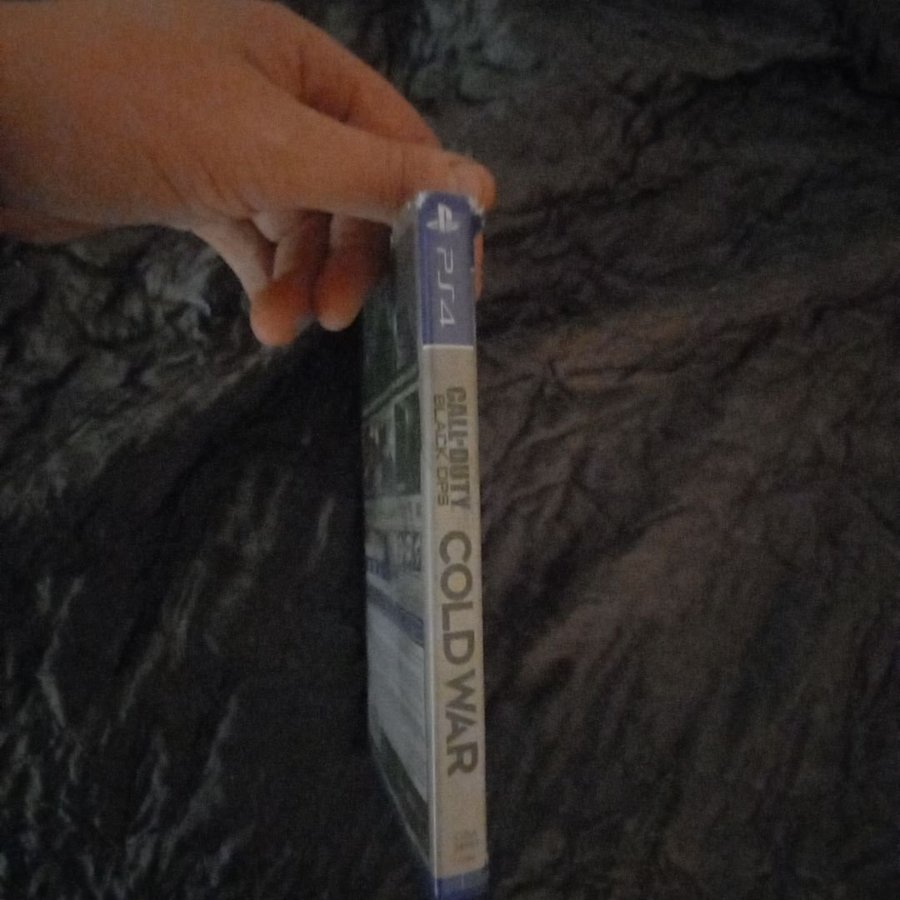 PS4
CALL OF DUTY
BLACK OPS
COLD WAR